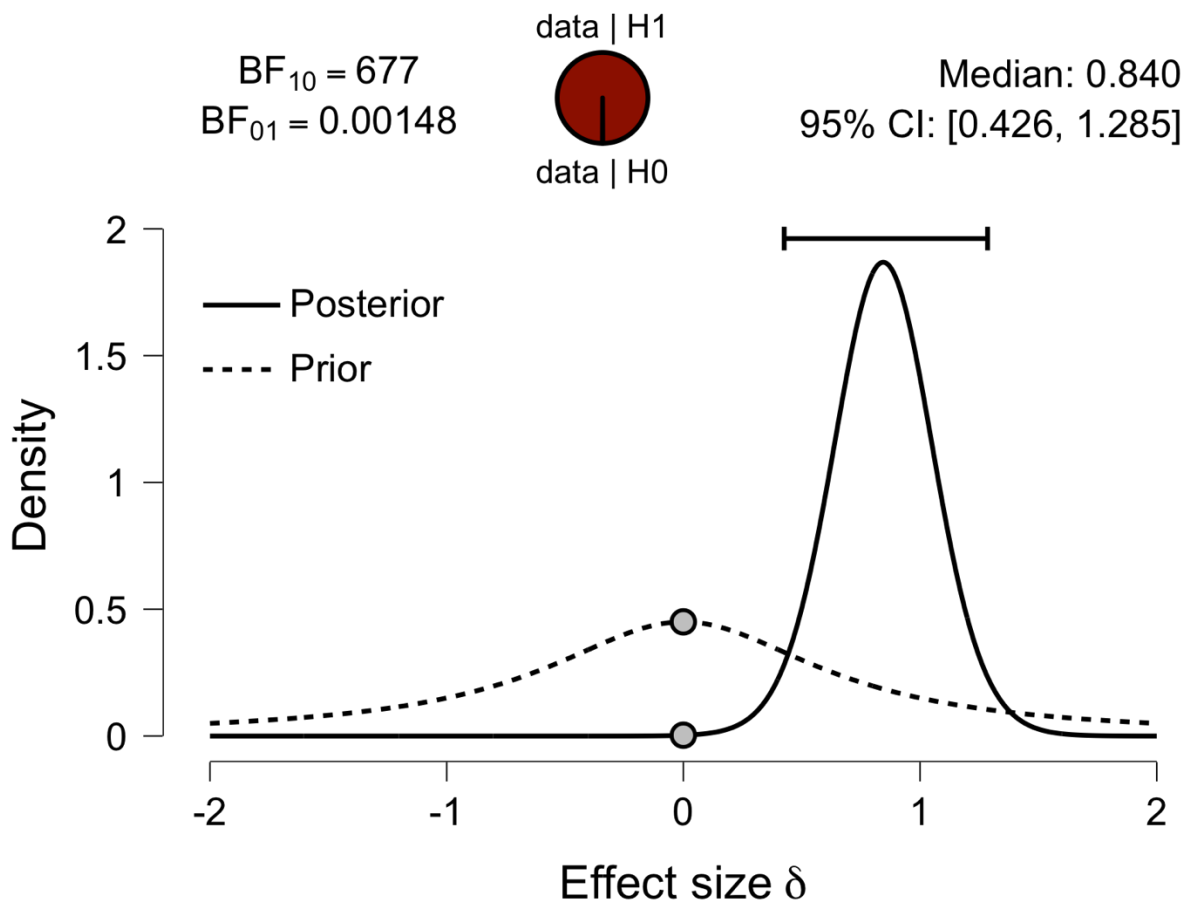 data | H1
BF₁₀ = 677
BF₀₁ = 0.00148
data | H0
Median: 0.840
95% CI: [0.426, 1.285]
Posterior
Prior
Density
2
1.5
1
0.5
0
-2
-1
0
1
2
Effect size δ